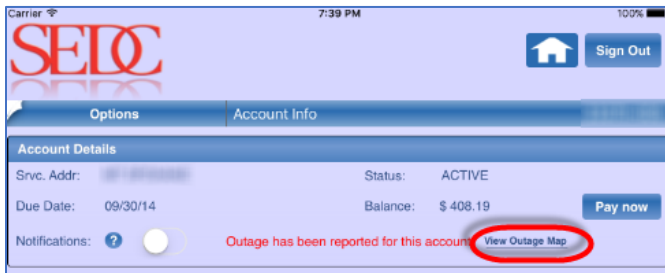 Carrier 7:39 PM 100%
SEDC
Sign Out
Options Account Info
Account Details
Srvc. Addr: Status: ACTIVE
Due Date: 09/30/14 Balance: $ 408.19 Pay now
Notifications: ? Outage has been reported for this account View Outage Map